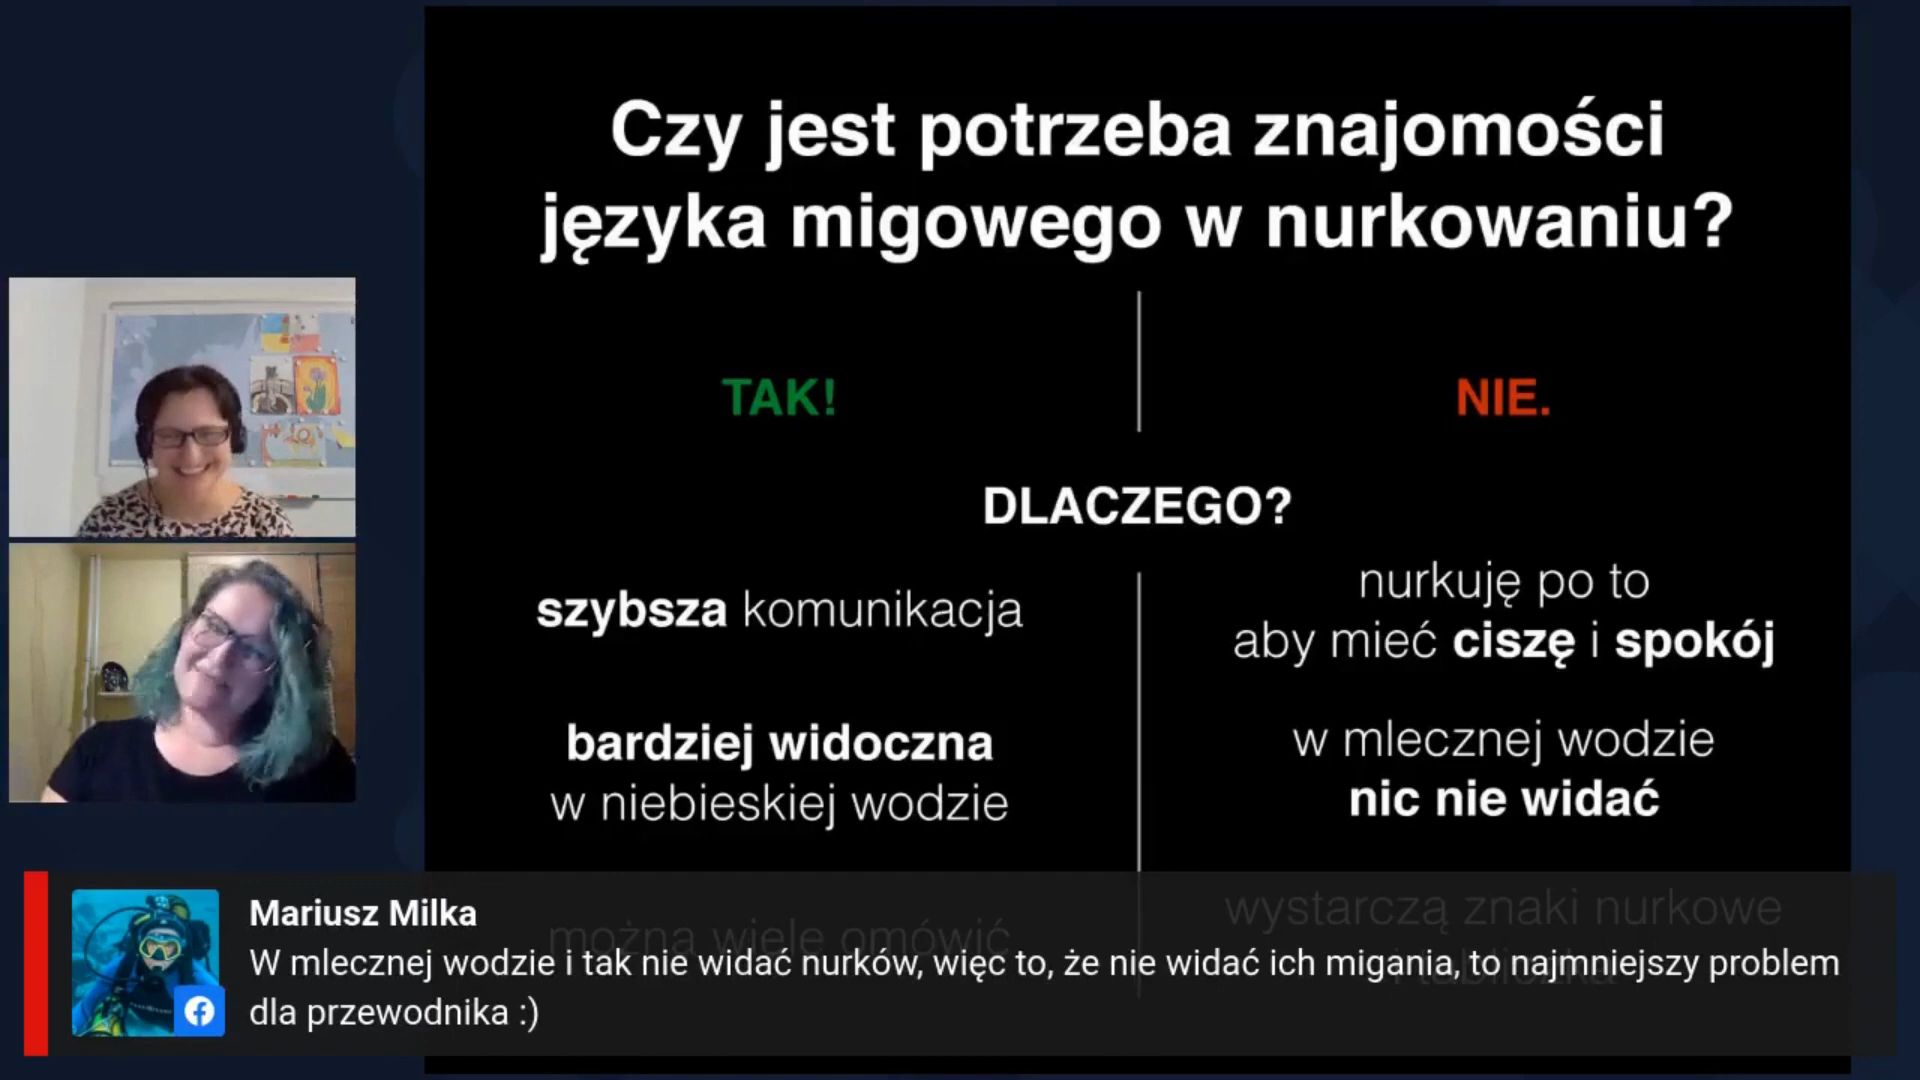 Czy jest potrzeba znajomości
języka migowego w nurkowaniu?
TAK!
NIE.
DLACZEGO?
szybsza komunikacja
bardziej widoczna
w niebieskiej wodzie
można wiele omówić
nurkuję po to
aby mieć ciszę i spokój
w mlecznej wodzie
nic nie widać
wystarczą znaki nurkowe
Mariusz Milka
W mlecznej wodzie i tak nie widać nurków, więc to, że nie widać ich migania, to najmniejszy problem
dla przewodnika :)